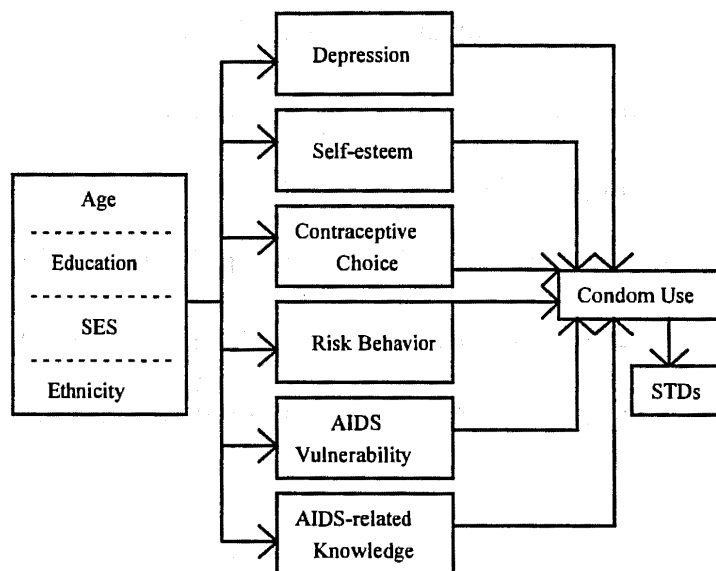 Age
Education
SES
Ethnicity
Depression
Self-esteem
Contraceptive
Choice
Risk Behavior
AIDS
Vulnerability
AIDS-related
Knowledge
Condom Use
STDs